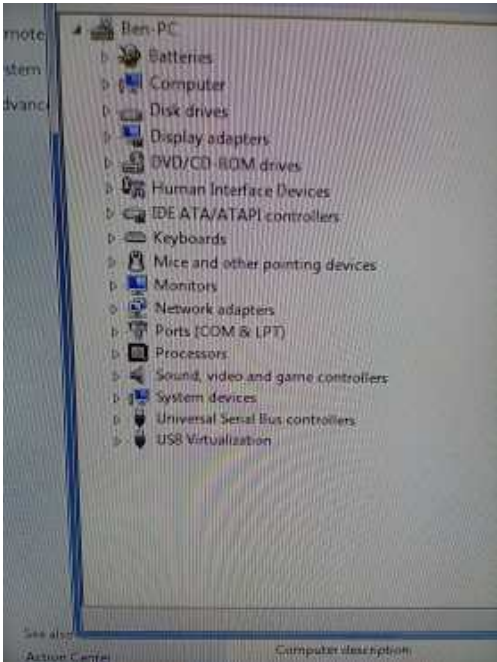 mote
stem
dvanc
Ben-PC
Batteries
Computer
Disk drives
Display adapters
DVD/CD-ROM drives
Human Interface Devices
IDE ATA/ATAPI controllers
Keyboards
Mice and other pointing devices
Monitors
Network adapters
Ports (COM & LPT)
Processors
Sound, video and game controllers
System devices
Universal Serial Bus controllers
USB Virtualization
See also
Action Center
Computer description: